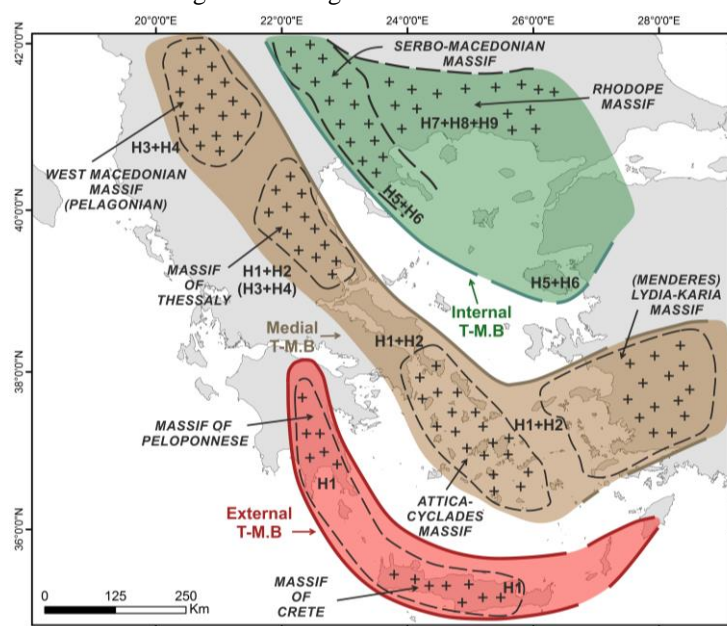 20°0'0"E
22°0'0"E
24°0'0"E
26°0'0"E
28°0'0"E
42°0'0"N
40°0'0"N
38°0'0"N
36°0'0"N
SERBO-MACEDONIAN
MASSIF
RHODOPE
MASSIF
H7+H8+H9
H3+H4
WEST MACEDONIAN
MASSIF
(PELAGONIAN)
H5+H6
MASSIF
OF
THESSALY
H1+H2
(H3+H4)
H5+H6
(MENDERES)
LYDIA-KARIA
MASSIF
Internal
T-M.B
Medial
T-M.B
H1+H2
H1+H2
MASSIF OF
PELOPONNESE
H1
ATTICA-
CYCLADES
MASSIF
External
T-M.B
MASSIF
OF
CRETE
H1
0 125 250
Km